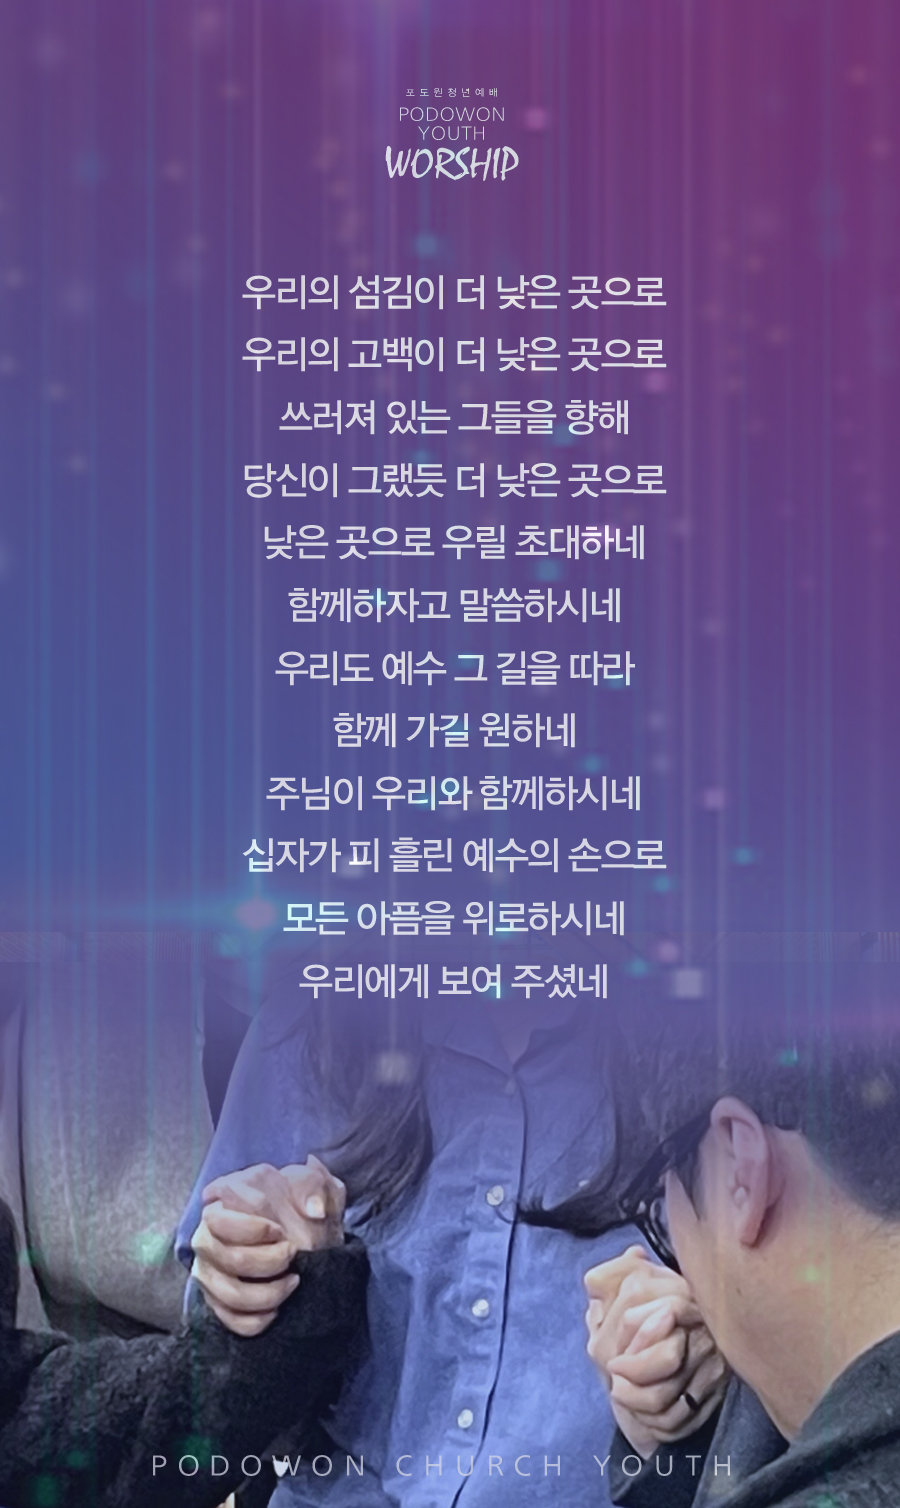 포도원청년예배
PODOWON
YOUTH
WORSHIP
우리의 섬김이 더 낮은 곳으로
우리의 고백이 더 낮은 곳으로
쓰러져 있는 그들을 향해
당신이 그랬듯 더 낮은 곳으로
낮은 곳으로 우릴 초대하네
함께하자고 말씀하시네
우리도 예수 그 길을 따라
함께 가길 원하네
주님이 우리와 함께하시네
십자가 피 흘린 예수의 손으로
모든 아픔을 위로하시네
우리에게 보여 주셨네
PODOWON CHURCH YOUTH